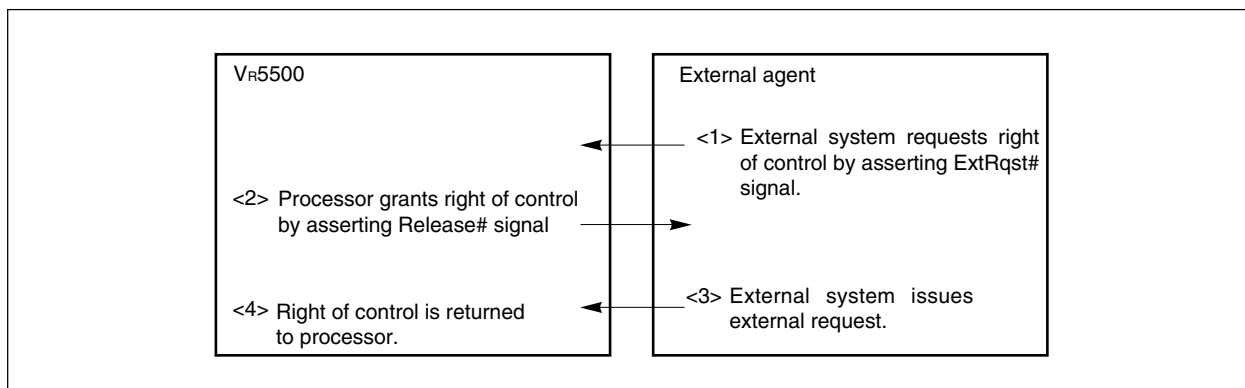 VR5500
External agent
<1> External system requests right
of control by asserting ExtRqst#
signal.
<2> Processor grants right of control
by asserting Release# signal
<3> External system issues
external request.
<4> Right of control is returned
to processor.